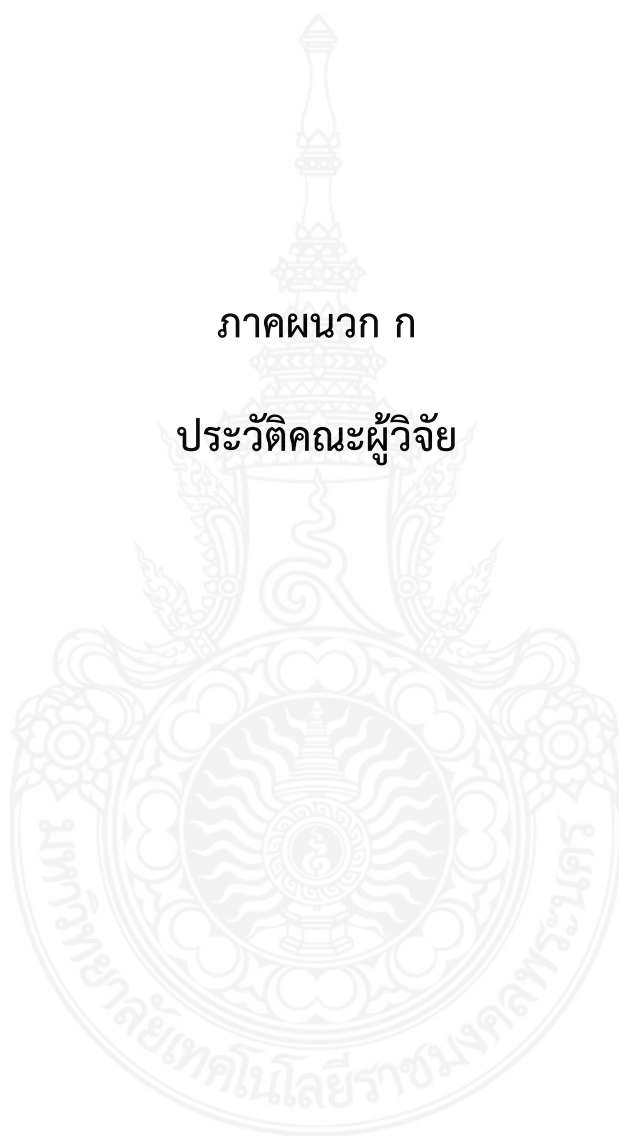 ภาคผนวก ก
ประวัติคณะผู้วิจัย
มหาวิทยาลัยเทคโนโลยีราชมงคลพระนคร